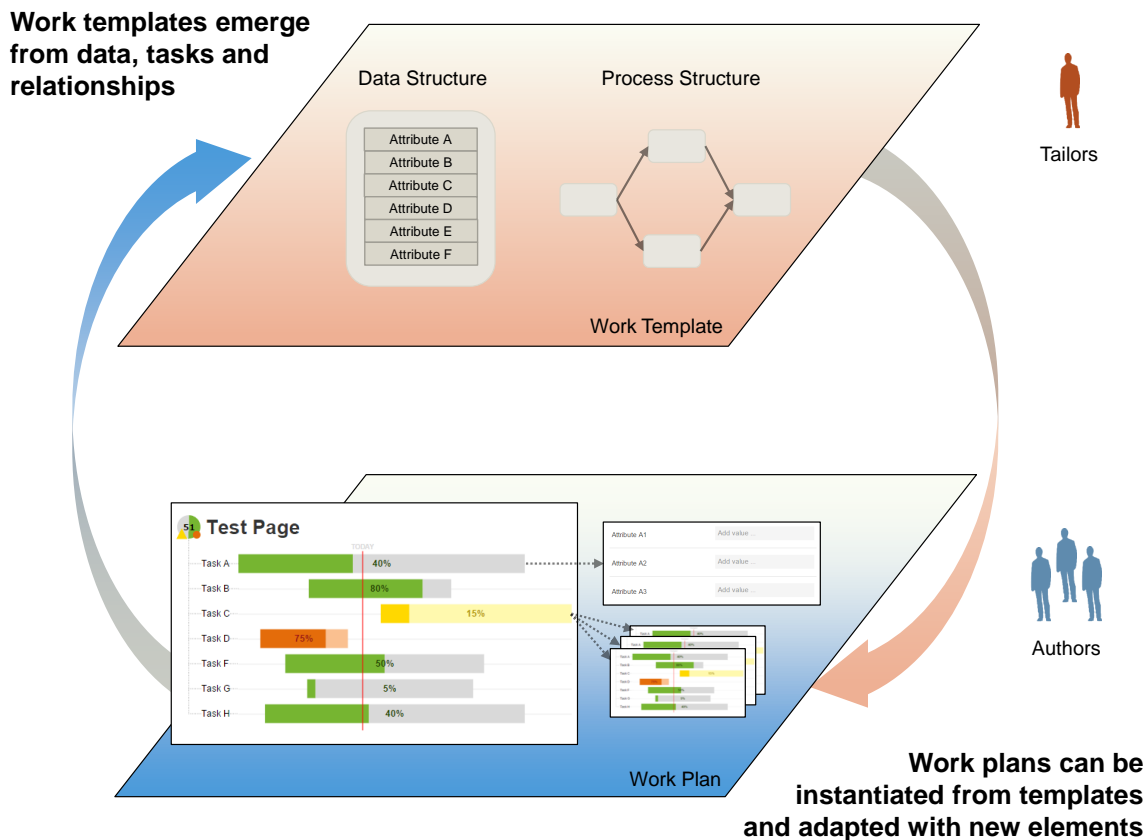 Work templates emerge
from data, tasks and
relationships
Data Structure
Process Structure
Attribute A
Attribute B
Attribute C
Attribute D
Attribute E
Attribute F
Work Template
Tailors
51
Test Page
TODAY
Task A
40%
Task B
80%
Task C
15%
Task D
75%
Task F
50%
Task G
5%
Task H
40%
Attribute A1
Add value ...
Attribute A2
Add value ...
Attribute A3
Add value ...
Work Plan
Authors
Work plans can be
instantiated from templates
and adapted with new elements